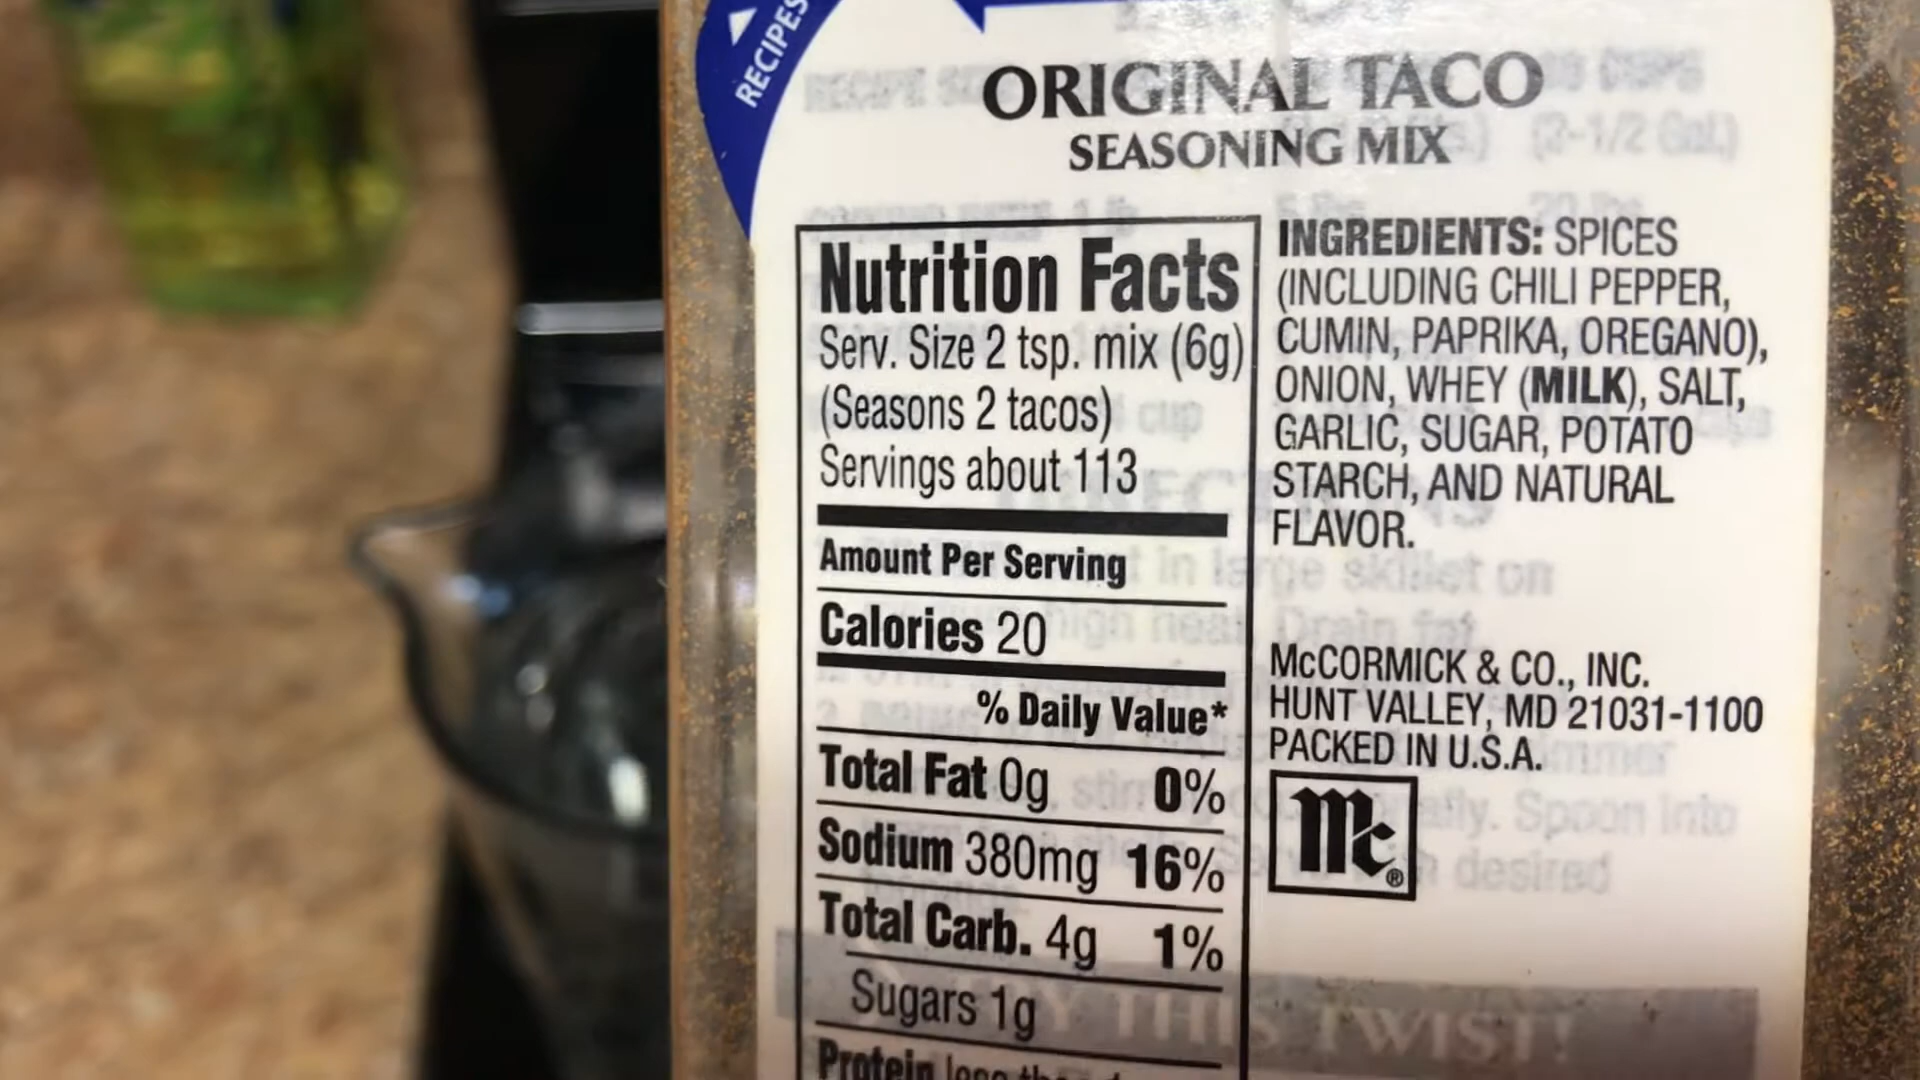 RECIPES
ORIGINAL TACO
SEASONING MIX
Nutrition Facts
Serv. Size 2 tsp. mix (6g)
(Seasons 2 tacos)
Servings about 113
Amount Per Serving
Calories 20
% Daily Value*
Total Fat 0g 0%
Sodium 380mg 16%
Total Carb. 4g 1%
Sugars 1g
Protein
INGREDIENTS: SPICES
(INCLUDING CHILI PEPPER,
CUMIN, PAPRIKA, OREGANO),
ONION, WHEY (MILK), SALT,
GARLIC, SUGAR, POTATO
STARCH, AND NATURAL
FLAVOR.
McCORMICK & CO., INC.
HUNT VALLEY, MD 21031-1100
PACKED IN U.S.A.
Mc®
THIS TWIST!